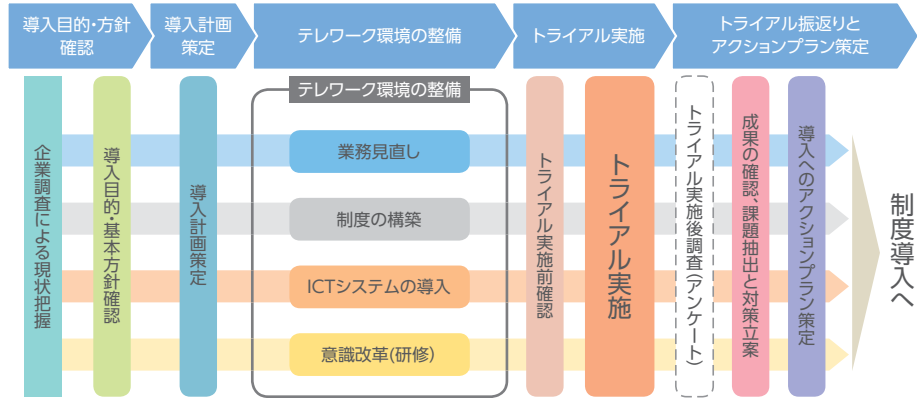 導入目的・方針
確認
導入計画
策定
テレワーク環境の整備
トライアル実施
トライアル振返りと
アクションプラン策定
企業調査による現状把握
導入目的・基本方針確認
導入計画策定
テレワーク環境の整備
業務見直し
制度の構築
ICTシステムの導入
意識改革(研修)
トライアル実施前確認
トライアル実施
トライアル実施後調査(アンケート)
成果の確認、課題抽出と対策立案
導入へのアクションプラン策定
制度導入へ